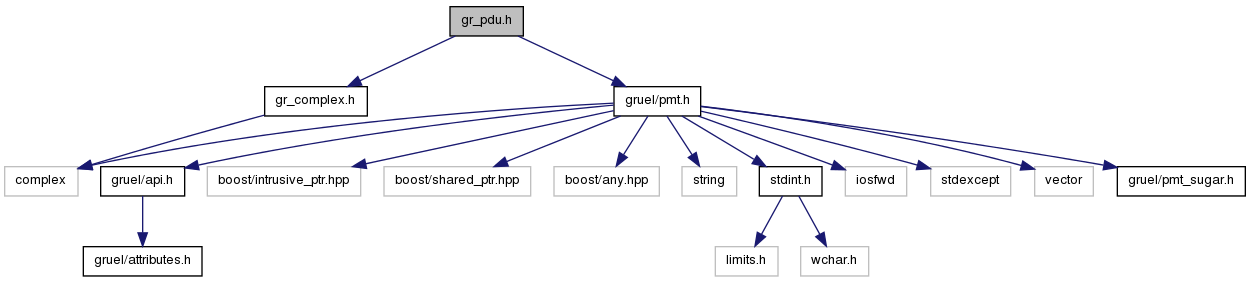 gr_pdu.h
gr_complex.h
gruel/pmt.h
complex
gruel/api.h
boost/intrusive_ptr.hpp
boost/shared_ptr.hpp
boost/any.hpp
string
stdint.h
iosfwd
stdexcept
vector
gruel/pmt_sugar.h
gruel/attributes.h
limits.h
wchar.h